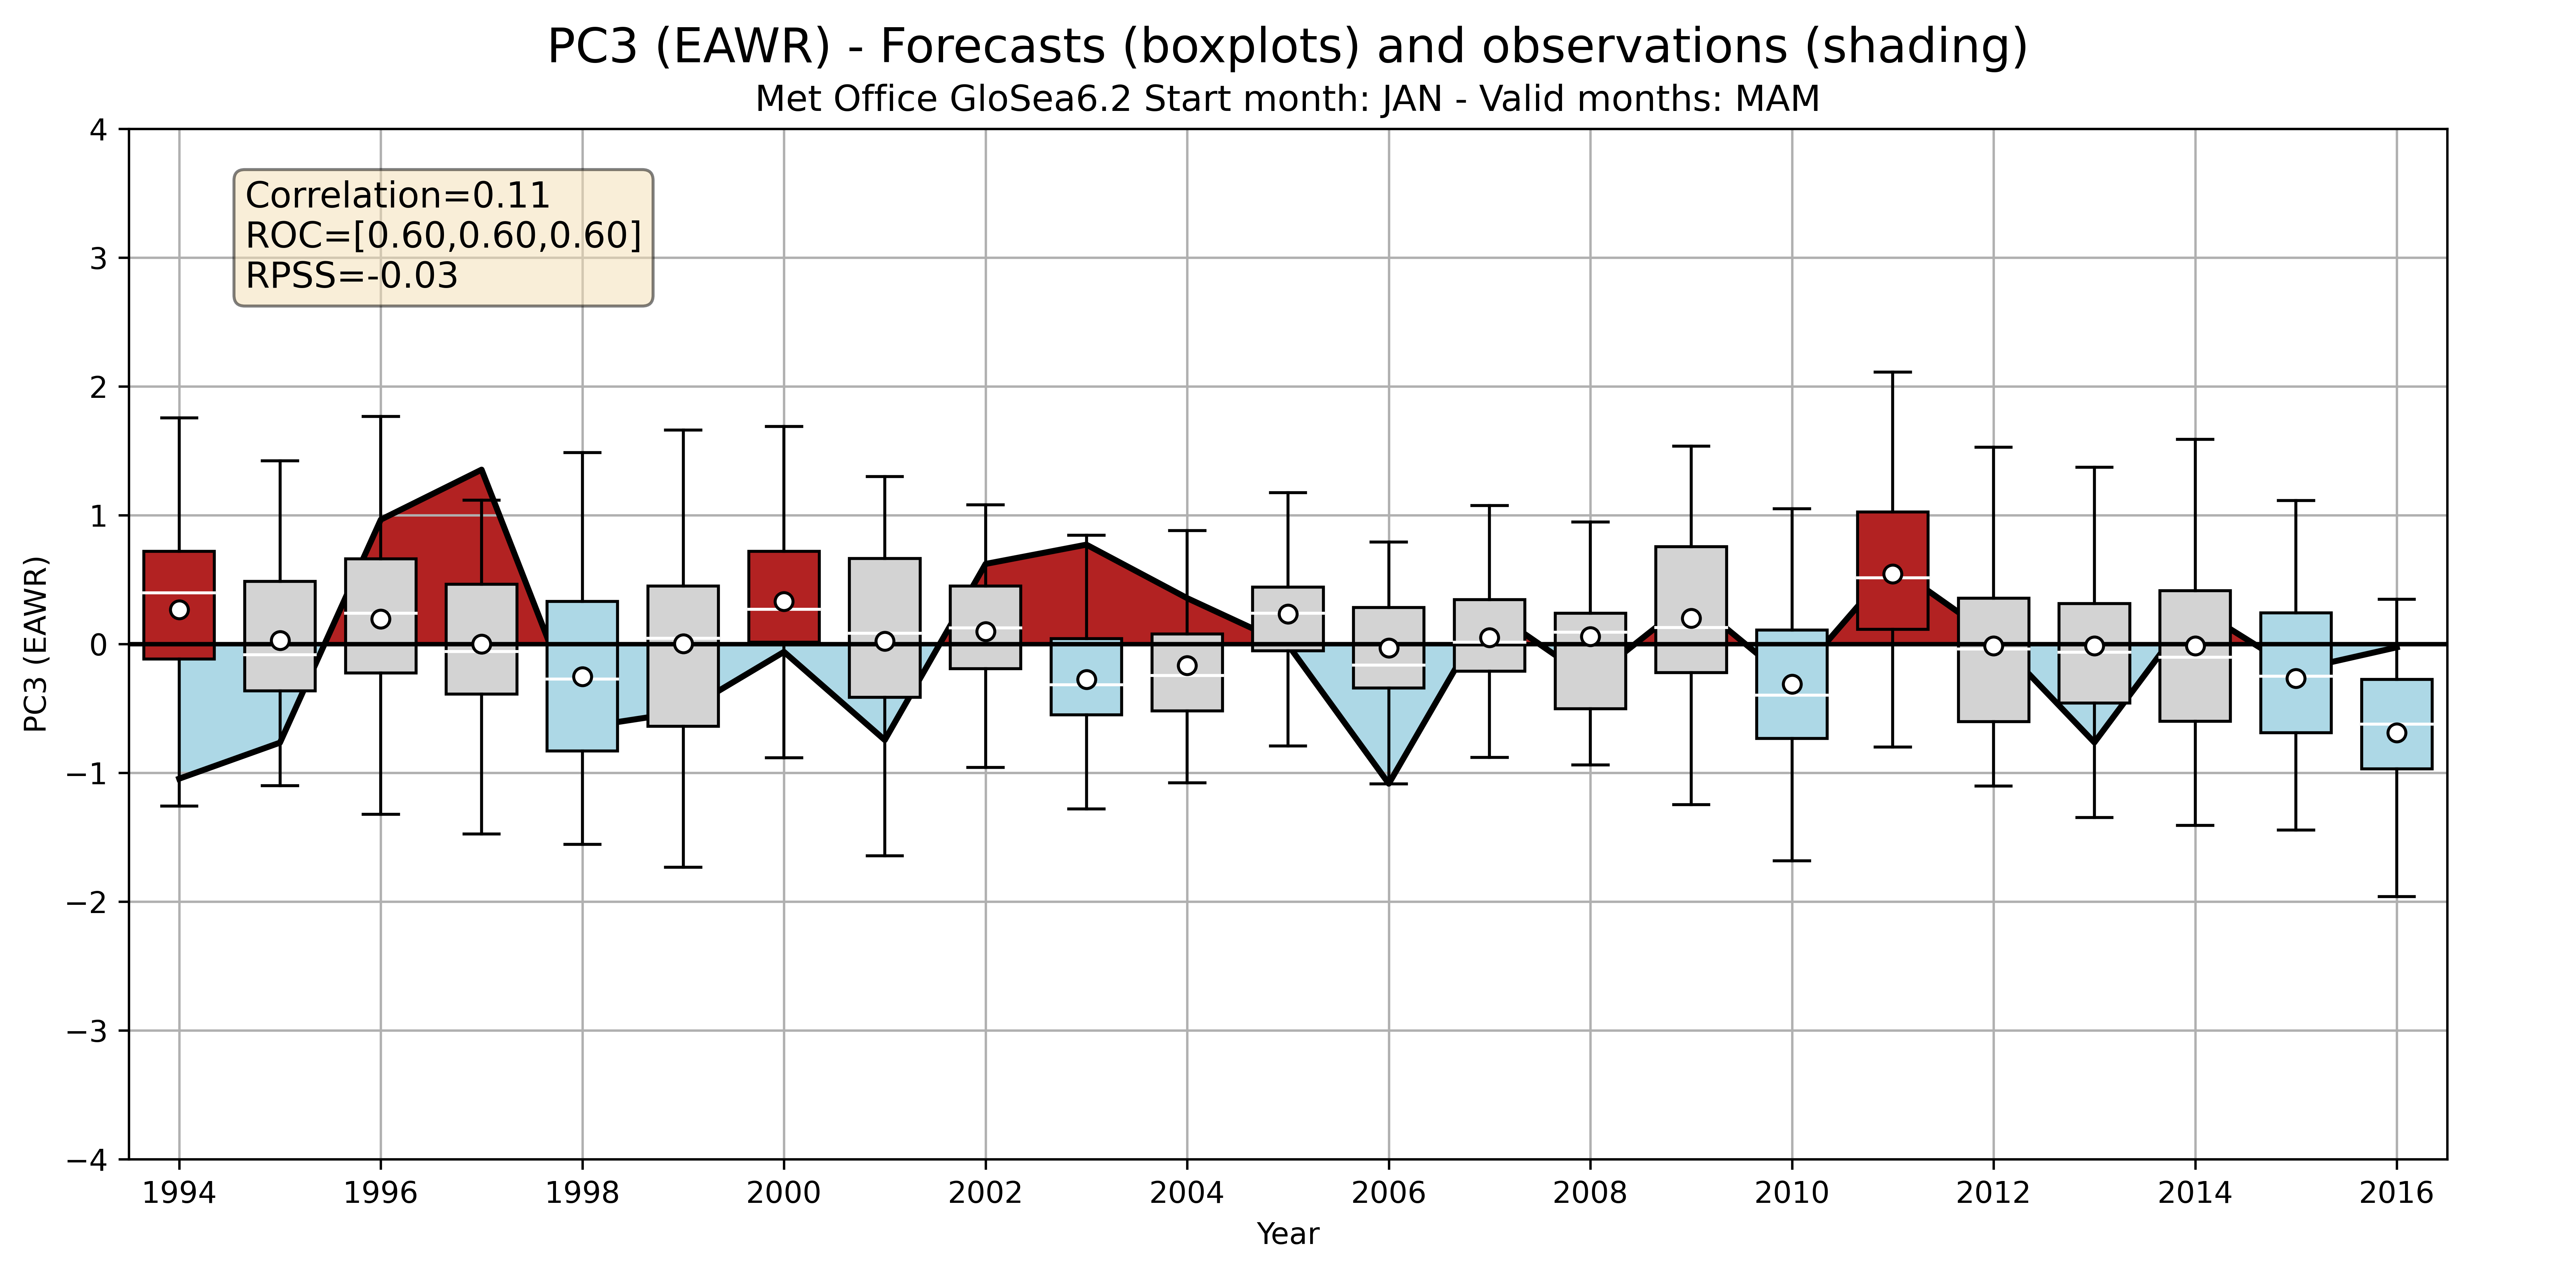 PC3 (EAWR) - Forecasts (boxplots) and observations (shading)
Met Office GloSea6.2 Start month: JAN - Valid months: MAM
Correlation=0.11
ROC=[0.60,0.60,0.60]
RPSS=-0.03
PC3 (EAWR)
4
3
2
1
0
−1
−2
−3
−4
1994 1996 1998 2000 2002 2004 2006 2008 2010 2012 2014 2016
Year